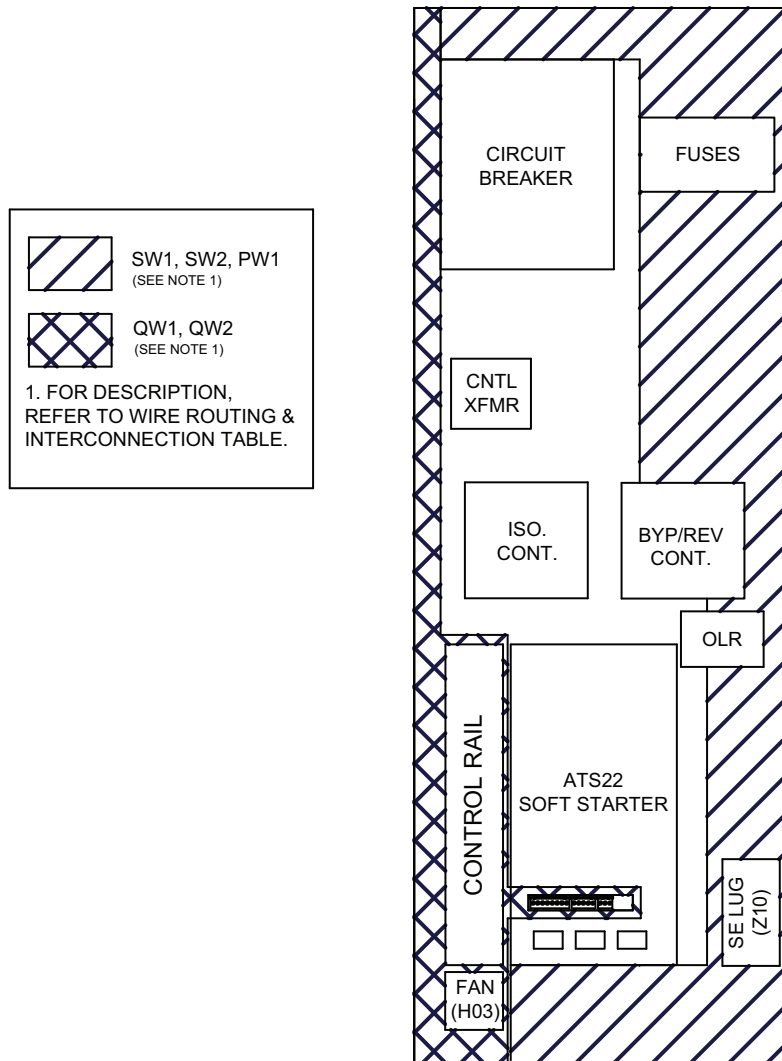 SW1, SW2, PW1
(SEE NOTE 1)
QW1, QW2
(SEE NOTE 1)
1. FOR DESCRIPTION,
REFER TO WIRE ROUTING &
INTERCONNECTION TABLE.
CIRCUIT
BREAKER
FUSES
CNTL
XFMR
ISO.
CONT.
BYP/REV
CONT.
OLR
CONTROL RAIL
ATS22
SOFT STARTER
SE LUG
(Z10)
FAN
(H03)